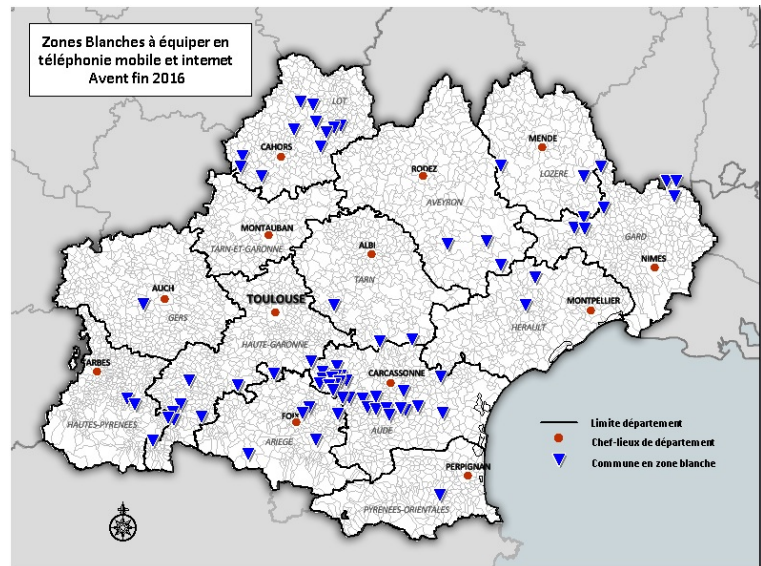 Zones Blanches à équiper en
téléphonie mobile et internet
Avent fin 2016
LOT
CAHORS
MENDE
LOZERE
RODEZ
AVEYRON
MONTAUBAN
TARN-ET-GARONNE
ALBI
TARN
GARD
NIMES
AUCH
GERS
TOULOUSE
HAUTE-GARONNE
MONTPELLIER
HERAULT
TARBES
HAUTES-PYRENEES
CARCASSONNE
AUDE
FOIX
ARIEGE
PERPIGNAN
PYRENEES-ORIENTALES
Limite département
Chef-lieux de département
Commune en zone blanche